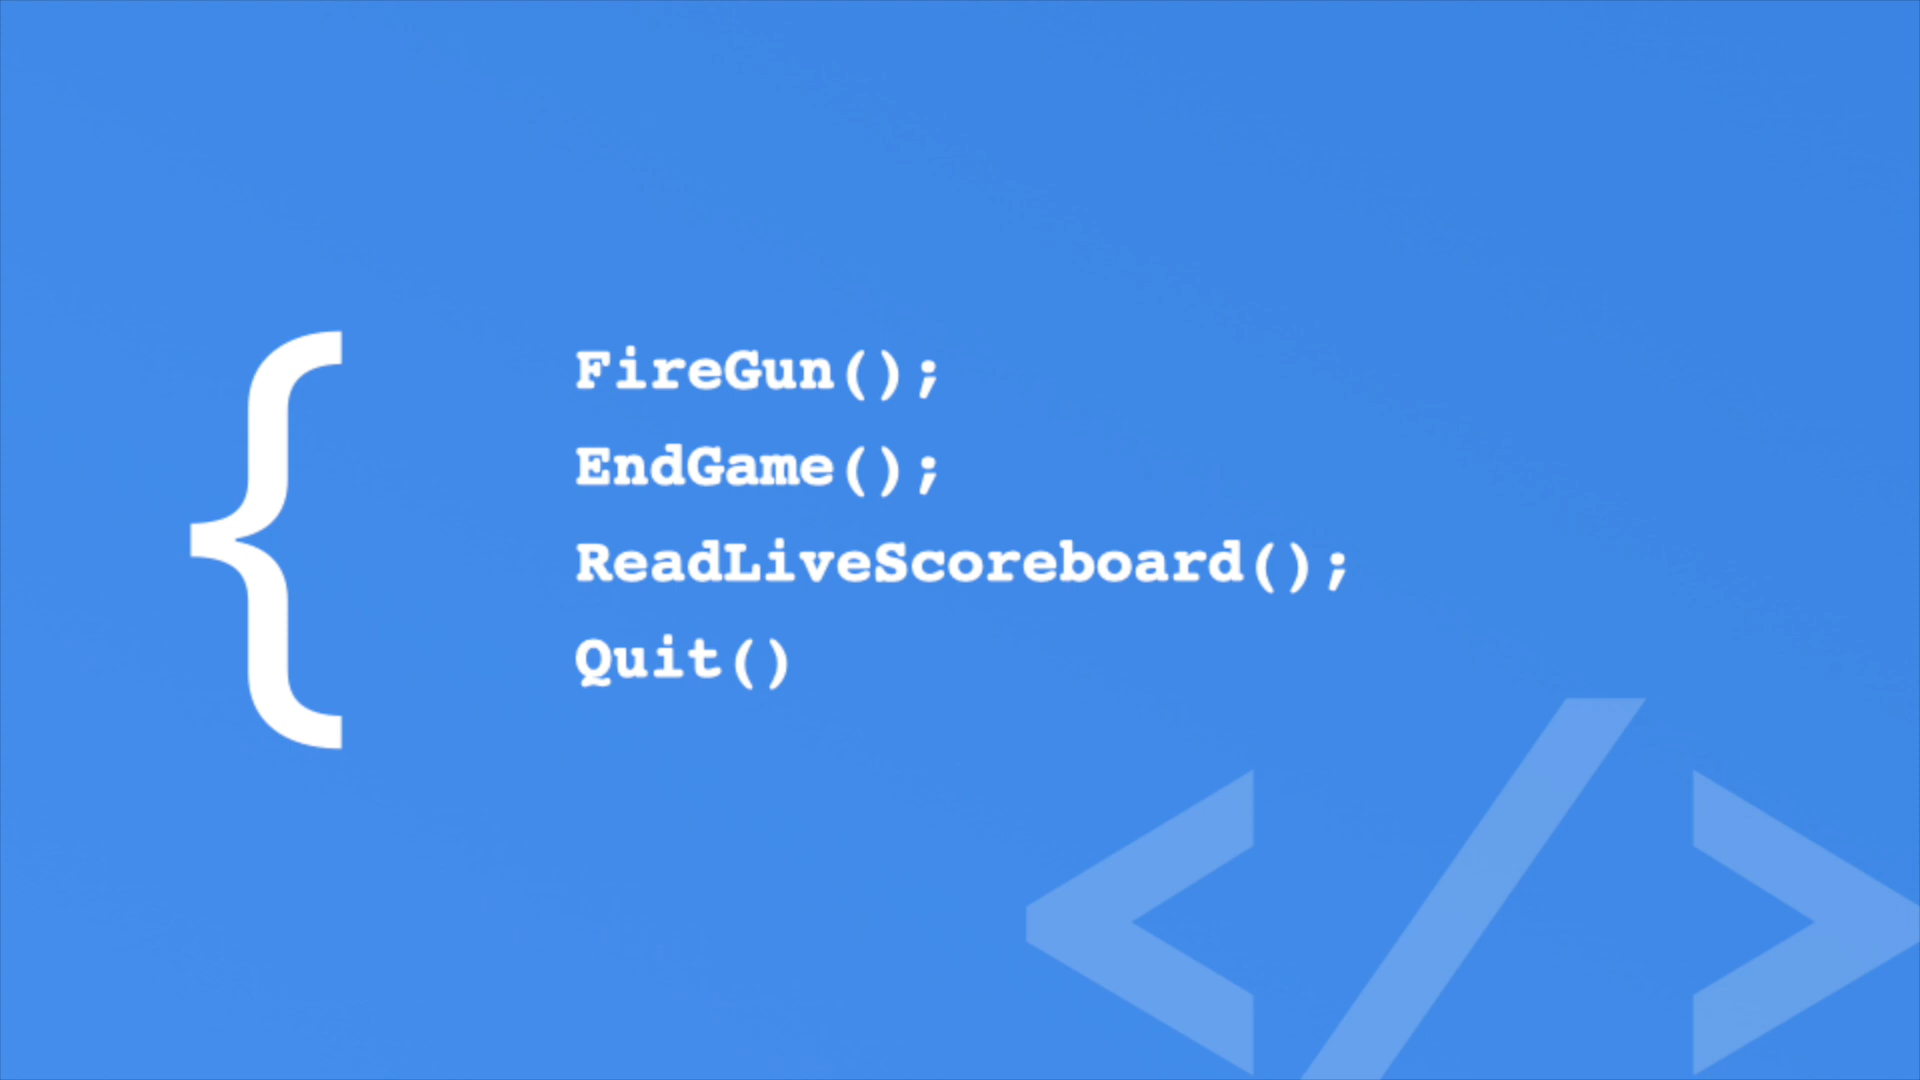 {
FireGun();
EndGame();
ReadLiveScoreboard();
Quit()
</>